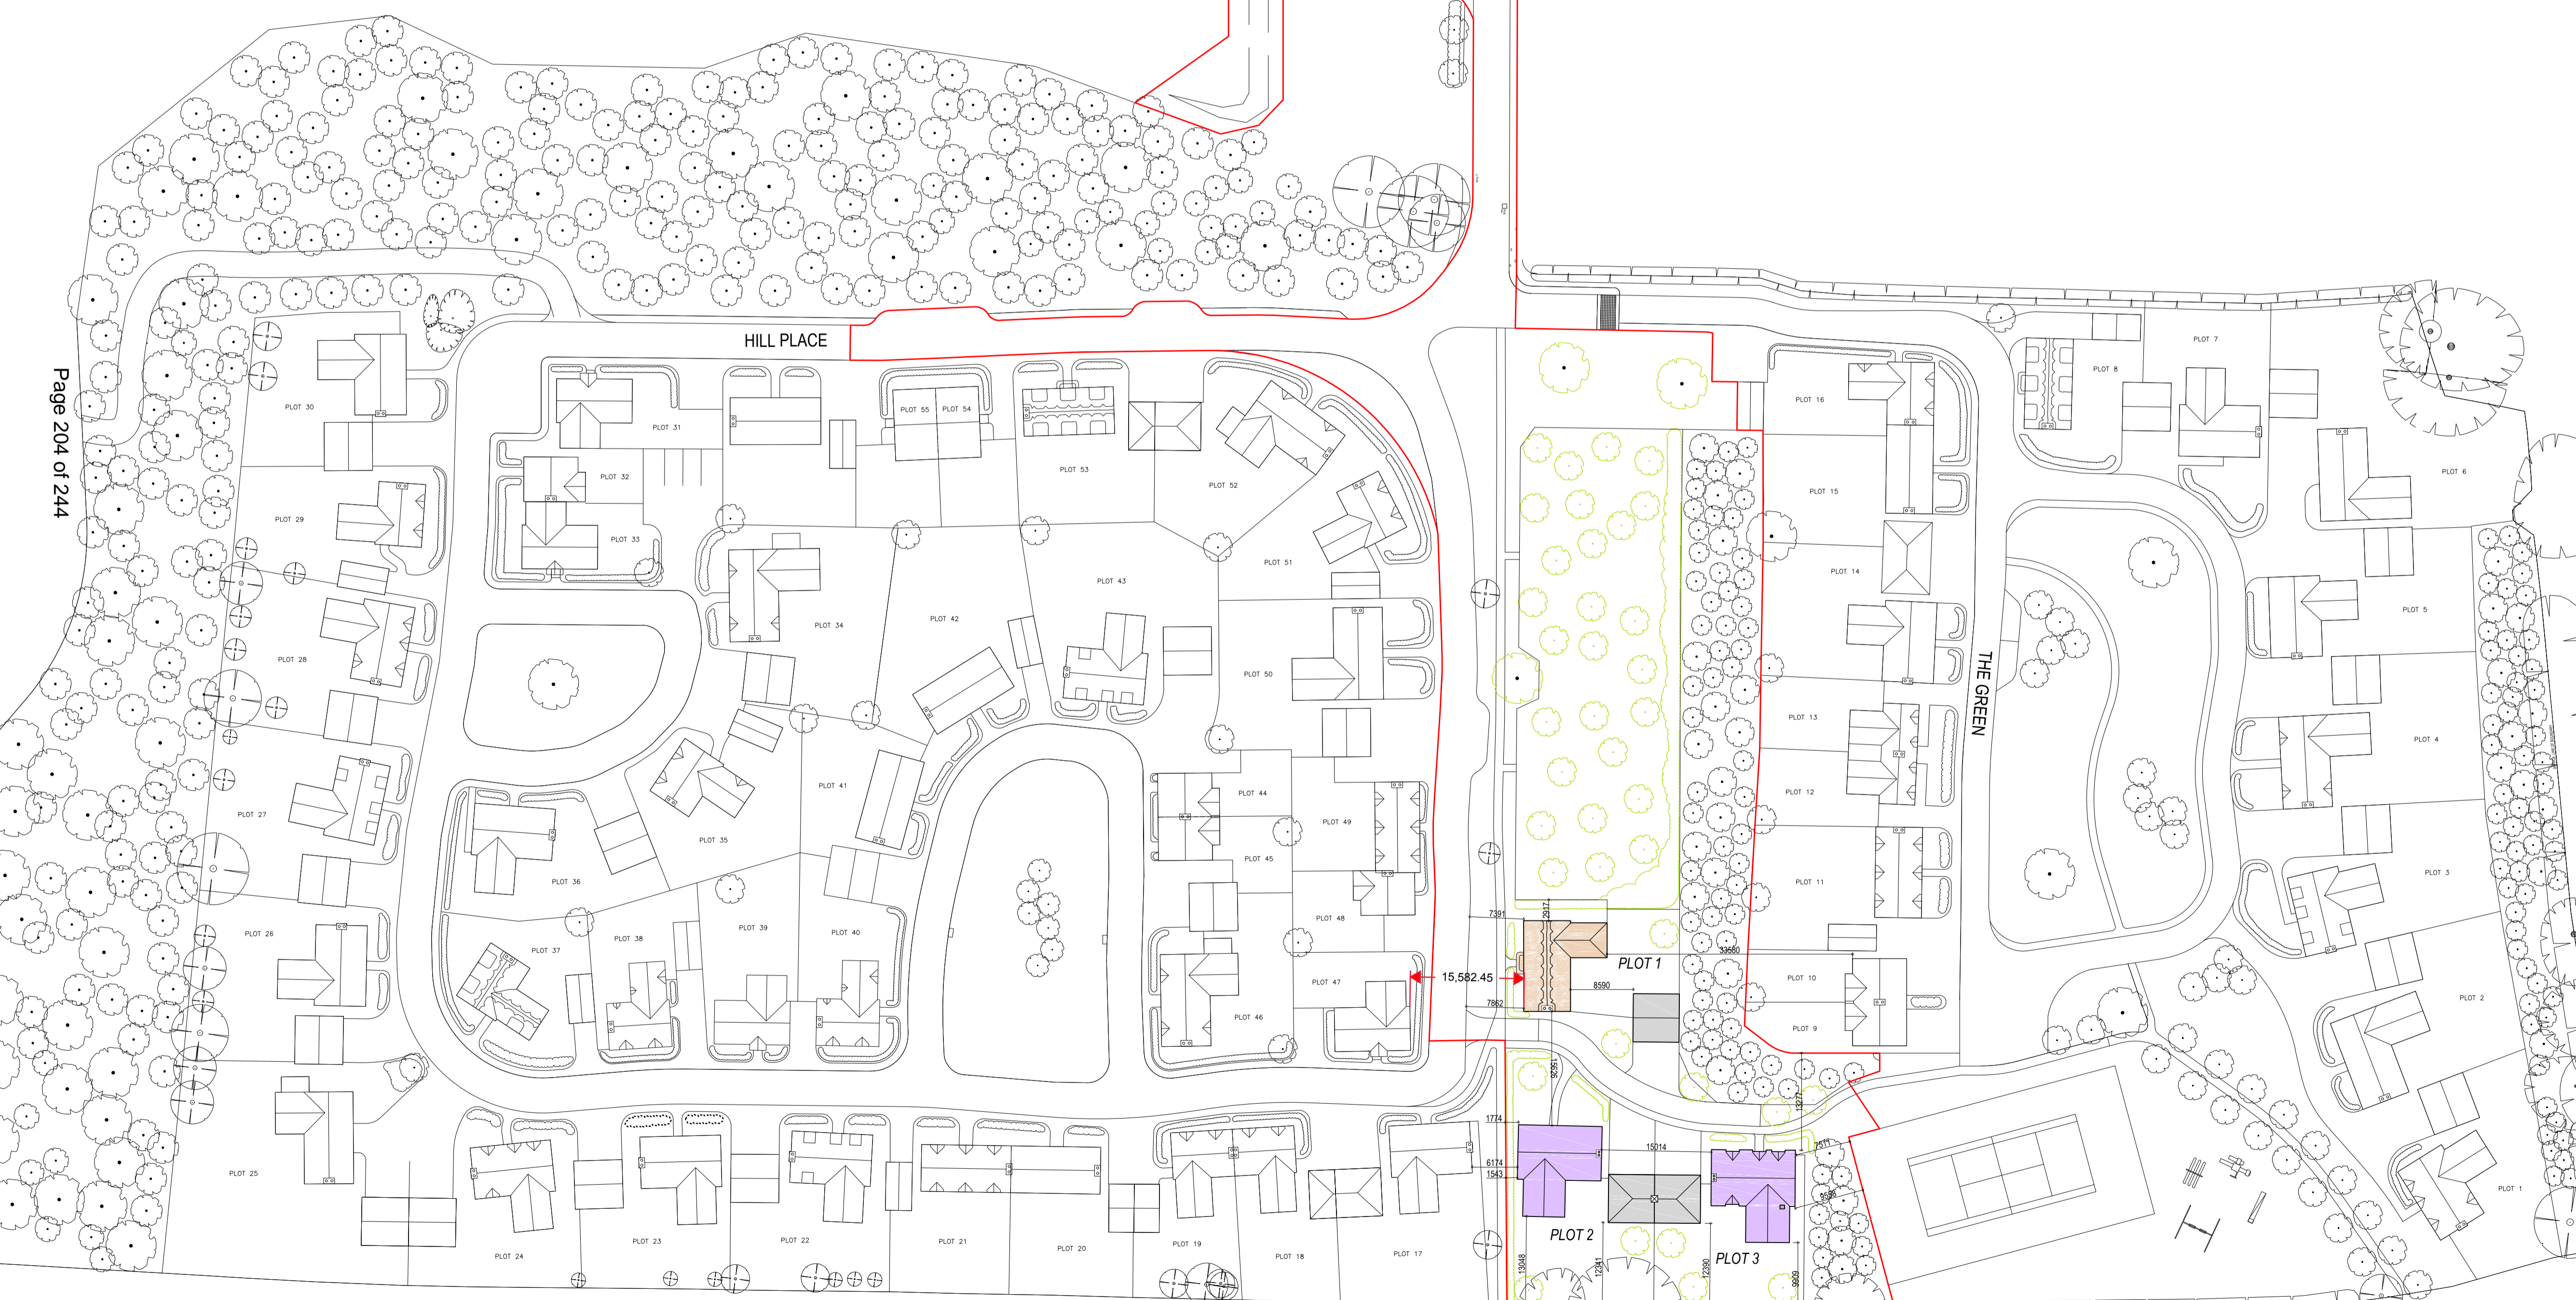 HILL PLACE
Page 204 of 244
THE GREEN
PLOT 30
PLOT 31
PLOT 55
PLOT 54
PLOT 53
PLOT 52
PLOT 16
PLOT 8
PLOT 7
PLOT 6
PLOT 29
PLOT 32
PLOT 33
PLOT 51
PLOT 15
PLOT 14
PLOT 43
PLOT 42
PLOT 34
PLOT 28
PLOT 50
PLOT 13
PLOT 5
PLOT 4
PLOT 27
PLOT 35
PLOT 41
PLOT 44
PLOT 49
PLOT 12
PLOT 36
PLOT 45
PLOT 11
PLOT 3
PLOT 26
PLOT 37
PLOT 38
PLOT 39
PLOT 40
PLOT 48
7391
2917
33680
PLOT 1
15,582.45
8590
7862
PLOT 47
PLOT 46
PLOT 10
PLOT 9
PLOT 2
15626
13277
1774
15014
7511
6174
1543
PLOT 25
PLOT 24
PLOT 23
PLOT 22
PLOT 21
PLOT 20
PLOT 19
PLOT 18
PLOT 17
PLOT 2
PLOT 3
13048
12341
12390
9909
PLOT 1